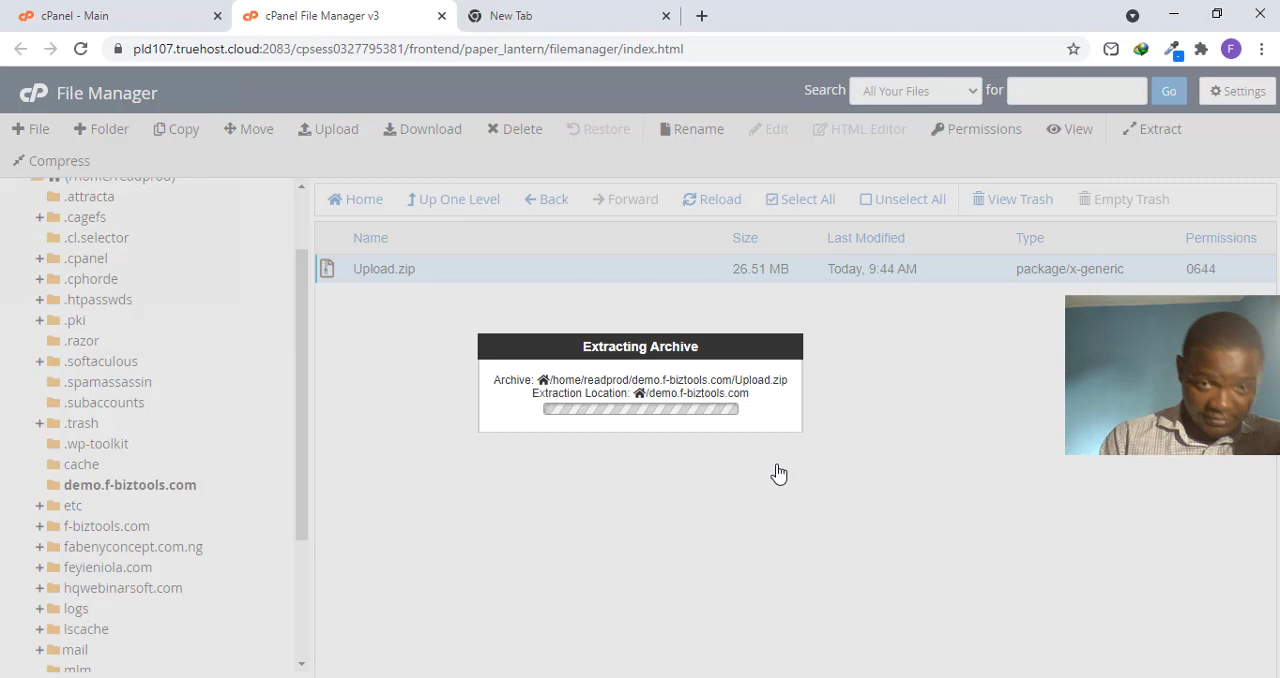 cPanel - Main
cPanel File Manager v3
New Tab
pld107.truehost.cloud:2083/cpsess0327795381/frontend/paper_lantern/filemanager/index.html
F
cP File Manager
Search All Your Files for Go Settings
File Folder Copy Move Upload Download Delete Restore Rename Edit HTML Editor Permissions View Extract
Compress
(/home/readprod)
.attracta
.cagefs
.cl.selector
.cpanel
.cphorde
.htpasswds
.pki
.razor
.softaculous
.spamassassin
.subaccounts
.trash
.wp-toolkit
cache
demo.f-biztools.com
etc
f-biztools.com
fabenyconcept.com.ng
feyieniola.com
hqwebinarsoft.com
logs
lscache
mail
mlm
Home Up One Level Back Forward Reload Select All Unselect All View Trash Empty Trash
Name Size Last Modified Type Permissions
Upload.zip 26.51 MB Today, 9:44 AM package/x-generic 0644
Extracting Archive
Archive: /home/readprod/demo.f-biztools.com/Upload.zip
Extraction Location: /demo.f-biztools.com